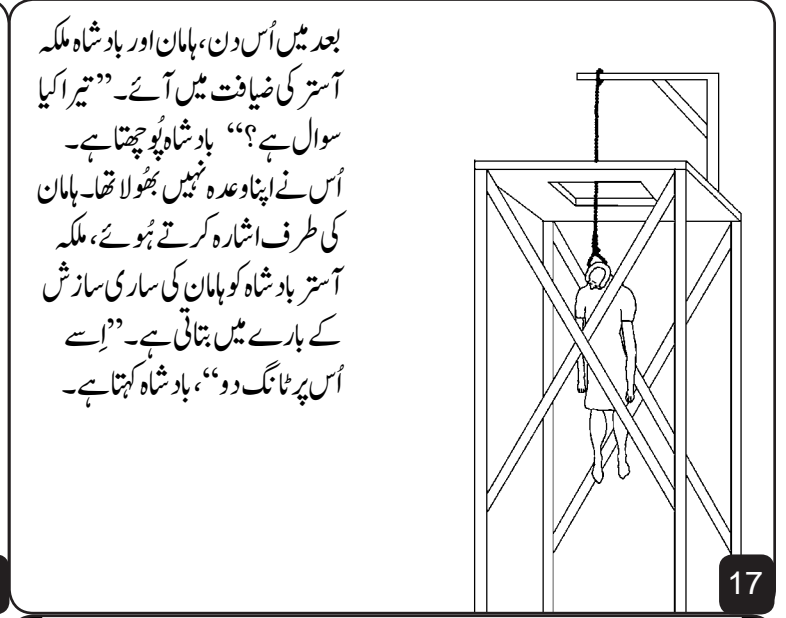 بعد میں اُس دن، ہامان اور بادشاہ ملکہ
آستر کی ضیافت میں آئے۔ ”تیرا کیا
سوال ہے؟“ بادشاہ پُوچھتا ہے۔
اُس نے اپنا وعدہ نہیں بھُولا تھا۔ ہامان
کی طرف اشارہ کرتے ہُوئے، ملکہ
آستر بادشاہ کو ہامان کی ساری سازش
کے بارے میں بتاتی ہے۔ ”اِسے
اُس پر ٹانگ دو“، بادشاہ کہتا ہے۔
17